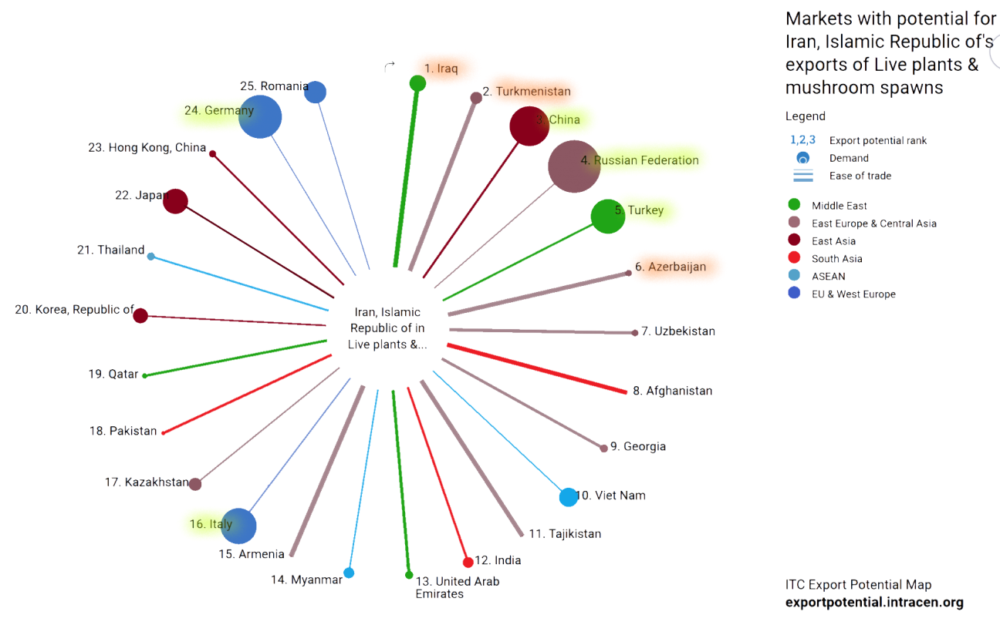 Markets with potential for
Iran, Islamic Republic of's
exports of Live plants &
mushroom spawns
Legend
1,2,3 Export potential rank
Demand
Ease of trade
Middle East
East Europe & Central Asia
East Asia
South Asia
ASEAN
EU & West Europe
1. Iraq
2. Turkmenistan
3. China
4. Russian Federation
5. Turkey
6. Azerbaijan
7. Uzbekistan
8. Afghanistan
9. Georgia
10. Viet Nam
11. Tajikistan
12. India
13. United Arab
Emirates
14. Myanmar
15. Armenia
16. Italy
17. Kazakhstan
18. Pakistan
19. Qatar
20. Korea, Republic of
21. Thailand
22. Japan
23. Hong Kong, China
24. Germany
25. Romania
Iran, Islamic
Republic of in
Live plants &...
ITC Export Potential Map
exportpotential.intracen.org